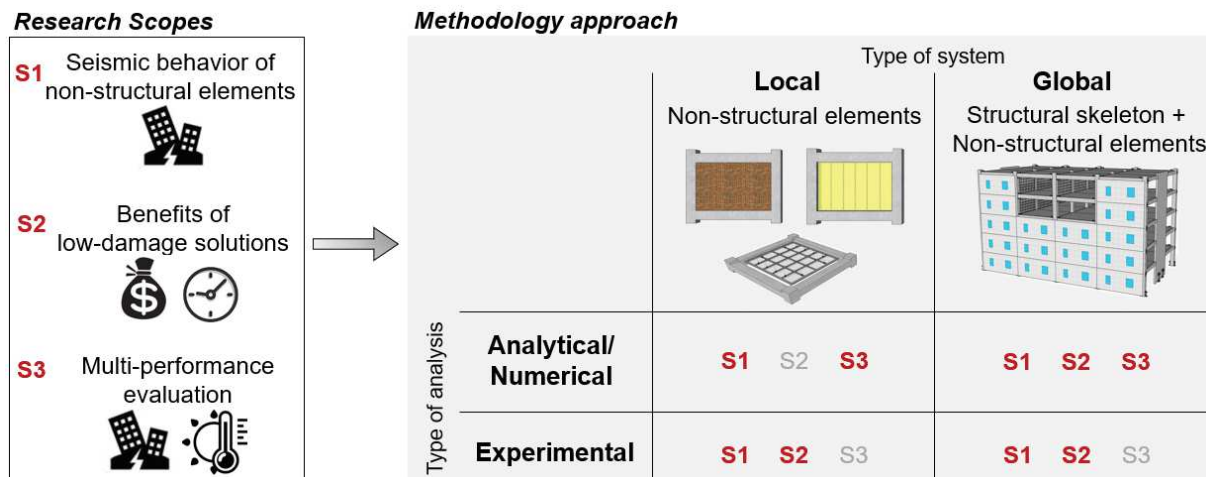 Research Scopes
S1
Seismic behavior of
non-structural elements
S2
Benefits of
low-damage solutions
$
S3
Multi-performance
evaluation
Methodology approach
Type of system
Local
Non-structural elements
Global
Structural skeleton +
Non-structural elements
Type of analysis
Analytical/
Numerical
S1 S2 S3
S1 S2 S3
Experimental
S1 S2 S3
S1 S2 S3